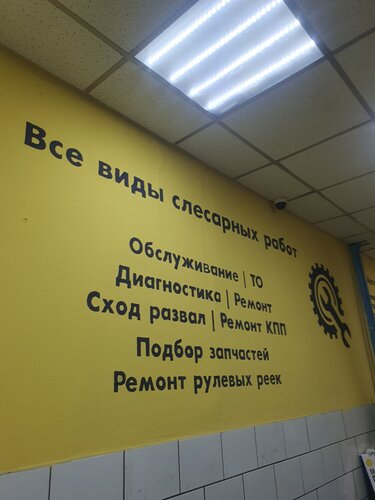 Все виды слесарных работ
Обслуживание | ТО
Диагностика | Ремонт
Сход развал | Ремонт КПП
Подбор запчастей
Ремонт рулевых реек